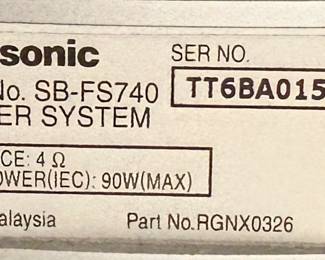 sonic
SER NO.
No. SB-FS740
TT6BA015
ER SYSTEM
CE: 4 Ω
OWER(IEC): 90W(MAX)
alaysia
Part No.RGNX0326